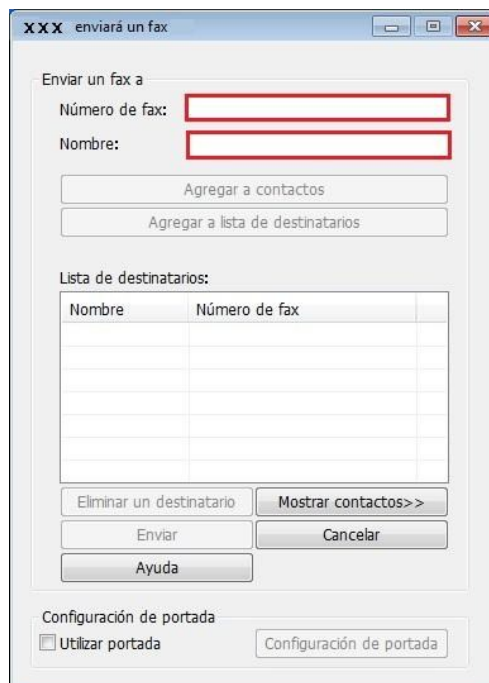 XXX enviará un fax
Enviar un fax a
Número de fax:
Nombre:
Agregar a contactos
Agregar a lista de destinatarios
Lista de destinatarios:
Nombre Número de fax
Eliminar un destinatario Mostrar contactos>>
Enviar Cancelar
Ayuda
Configuración de portada
Utilizar portada Configuración de portada